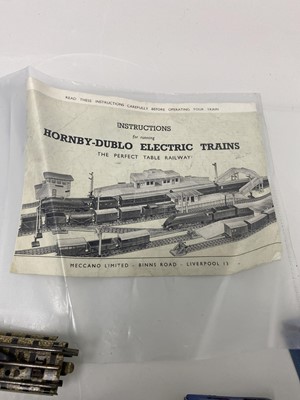 READ THESE INSTRUCTIONS CAREFULLY BEFORE OPERATING YOUR TRAIN
INSTRUCTIONS
for running
HORNBY-DUBLO ELECTRIC TRAINS
THE PERFECT TABLE RAILWAY
MECCANO LIMITED - BINNS ROAD - LIVERPOOL 13